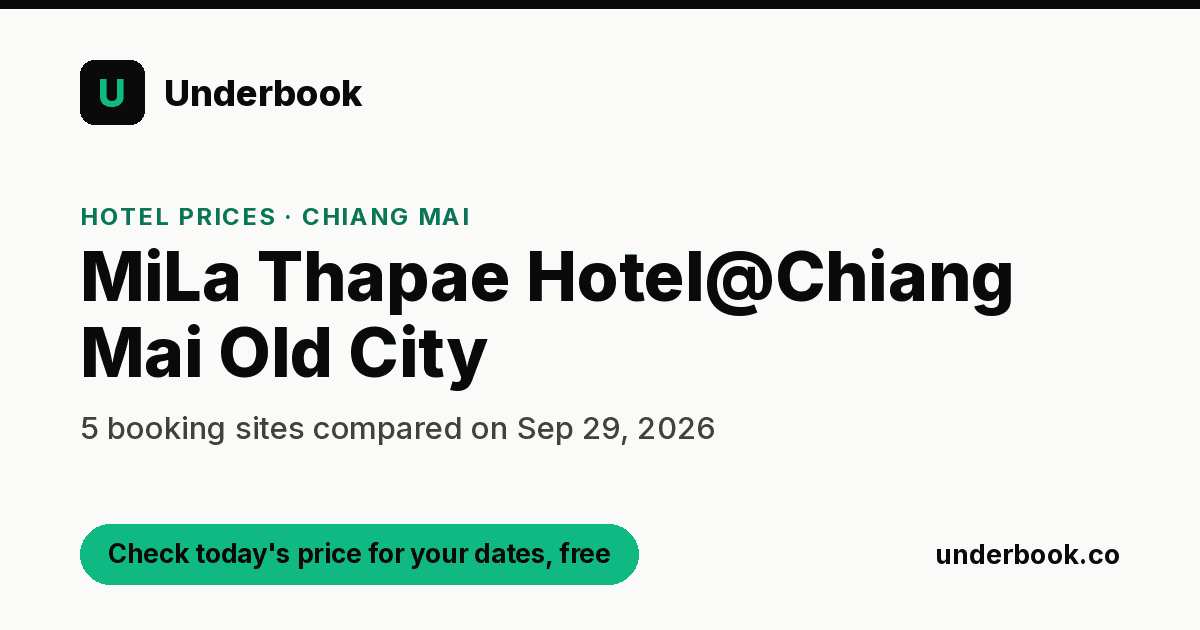 U
Underbook
HOTEL PRICES · CHIANG MAI
MiLa Thapae Hotel@Chiang
Mai Old City
5 booking sites compared on Sep 29, 2026
Check today's price for your dates, free
underbook.co